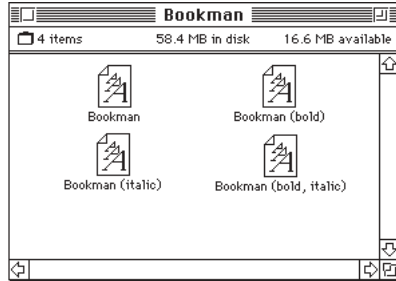 Bookman
4 items 58.4 MB in disk 16.6 MB available
Bookman Bookman (bold)
Bookman (italic) Bookman (bold, italic)